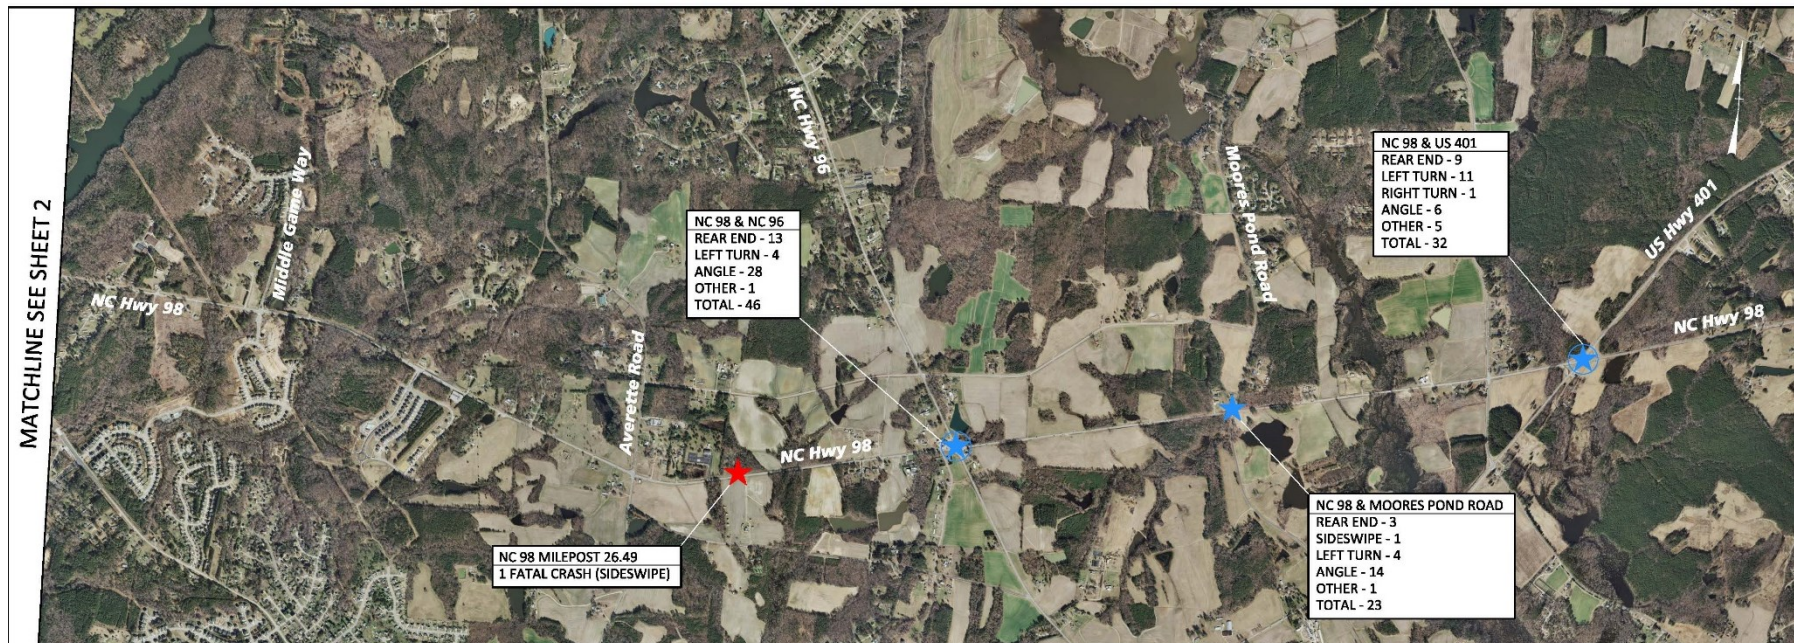 MATCHLINE SEE SHEET 2
NC Hwy 98
Middle Game Way
Averette Road
NC Hwy 96
NC Hwy 98
Moores Pond Road
US Hwy 401
NC Hwy 98
NC 98 & NC 96
REAR END - 13
LEFT TURN - 4
ANGLE - 28
OTHER - 1
TOTAL - 46
NC 98 & US 401
REAR END - 9
LEFT TURN - 11
RIGHT TURN - 1
ANGLE - 6
OTHER - 5
TOTAL - 32
NC 98 MILEPOST 26.49
1 FATAL CRASH (SIDESWIPE)
NC 98 & MOORES POND ROAD
REAR END - 3
SIDESWIPE - 1
LEFT TURN - 4
ANGLE - 14
OTHER - 1
TOTAL - 23